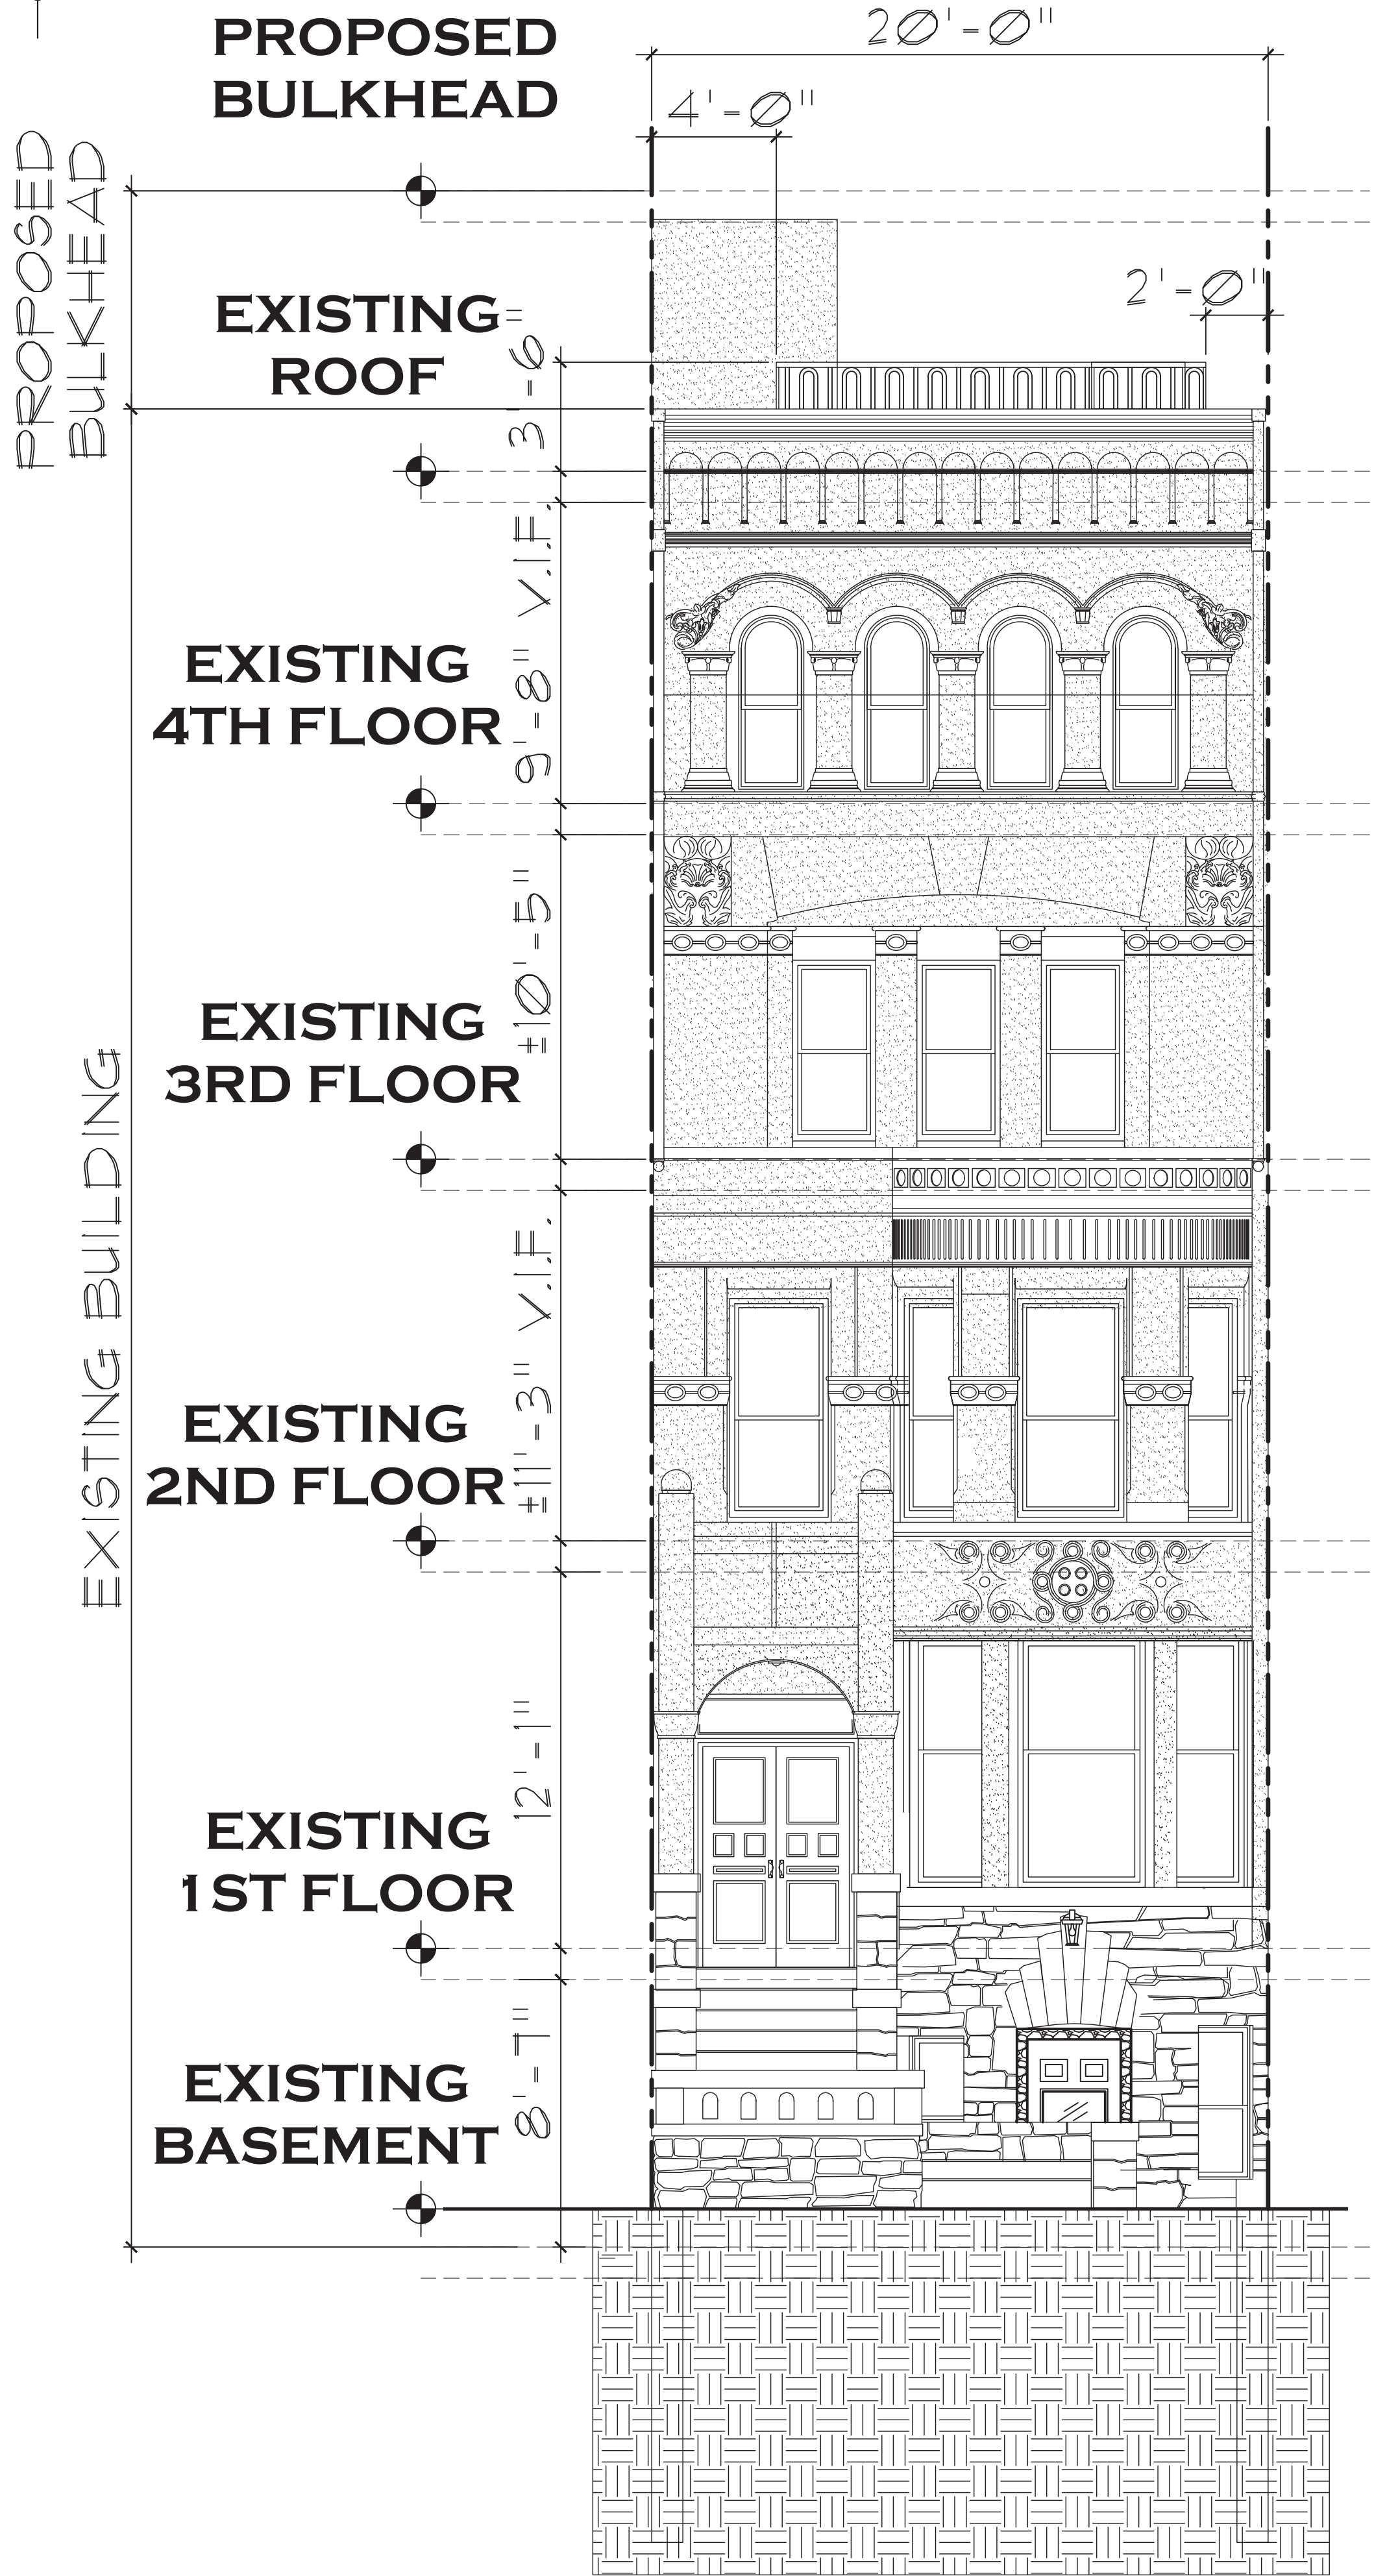 20'-0"
PROPOSED
BULKHEAD
4'-0"
PROPOSED
BULKHEAD
2'-0"
EXISTING
ROOF
3'-6"
9'-8" V.I.F.
EXISTING
4TH FLOOR
±10'-5"
EXISTING
3RD FLOOR
EXISTING BUILDING
±11'-3" V.I.F.
EXISTING
2ND FLOOR
12'-1"
EXISTING
1ST FLOOR
8'-7"
EXISTING
BASEMENT